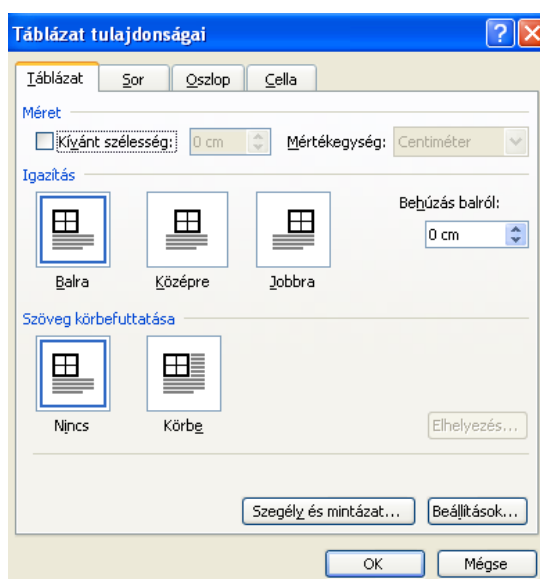 Táblázat tulajdonságai
Táblázat Sor Oszlop Cella
Méret
Kívánt szélesség: 0 cm Mértékegység: Centiméter
Igazítás
Behúzás balról:
0 cm
Balra Középre Jobbra
Szöveg körbefuttatása
Nincs Körbe Elhelyezés...
Szegély és mintázat... Beállítások...
OK Mégse